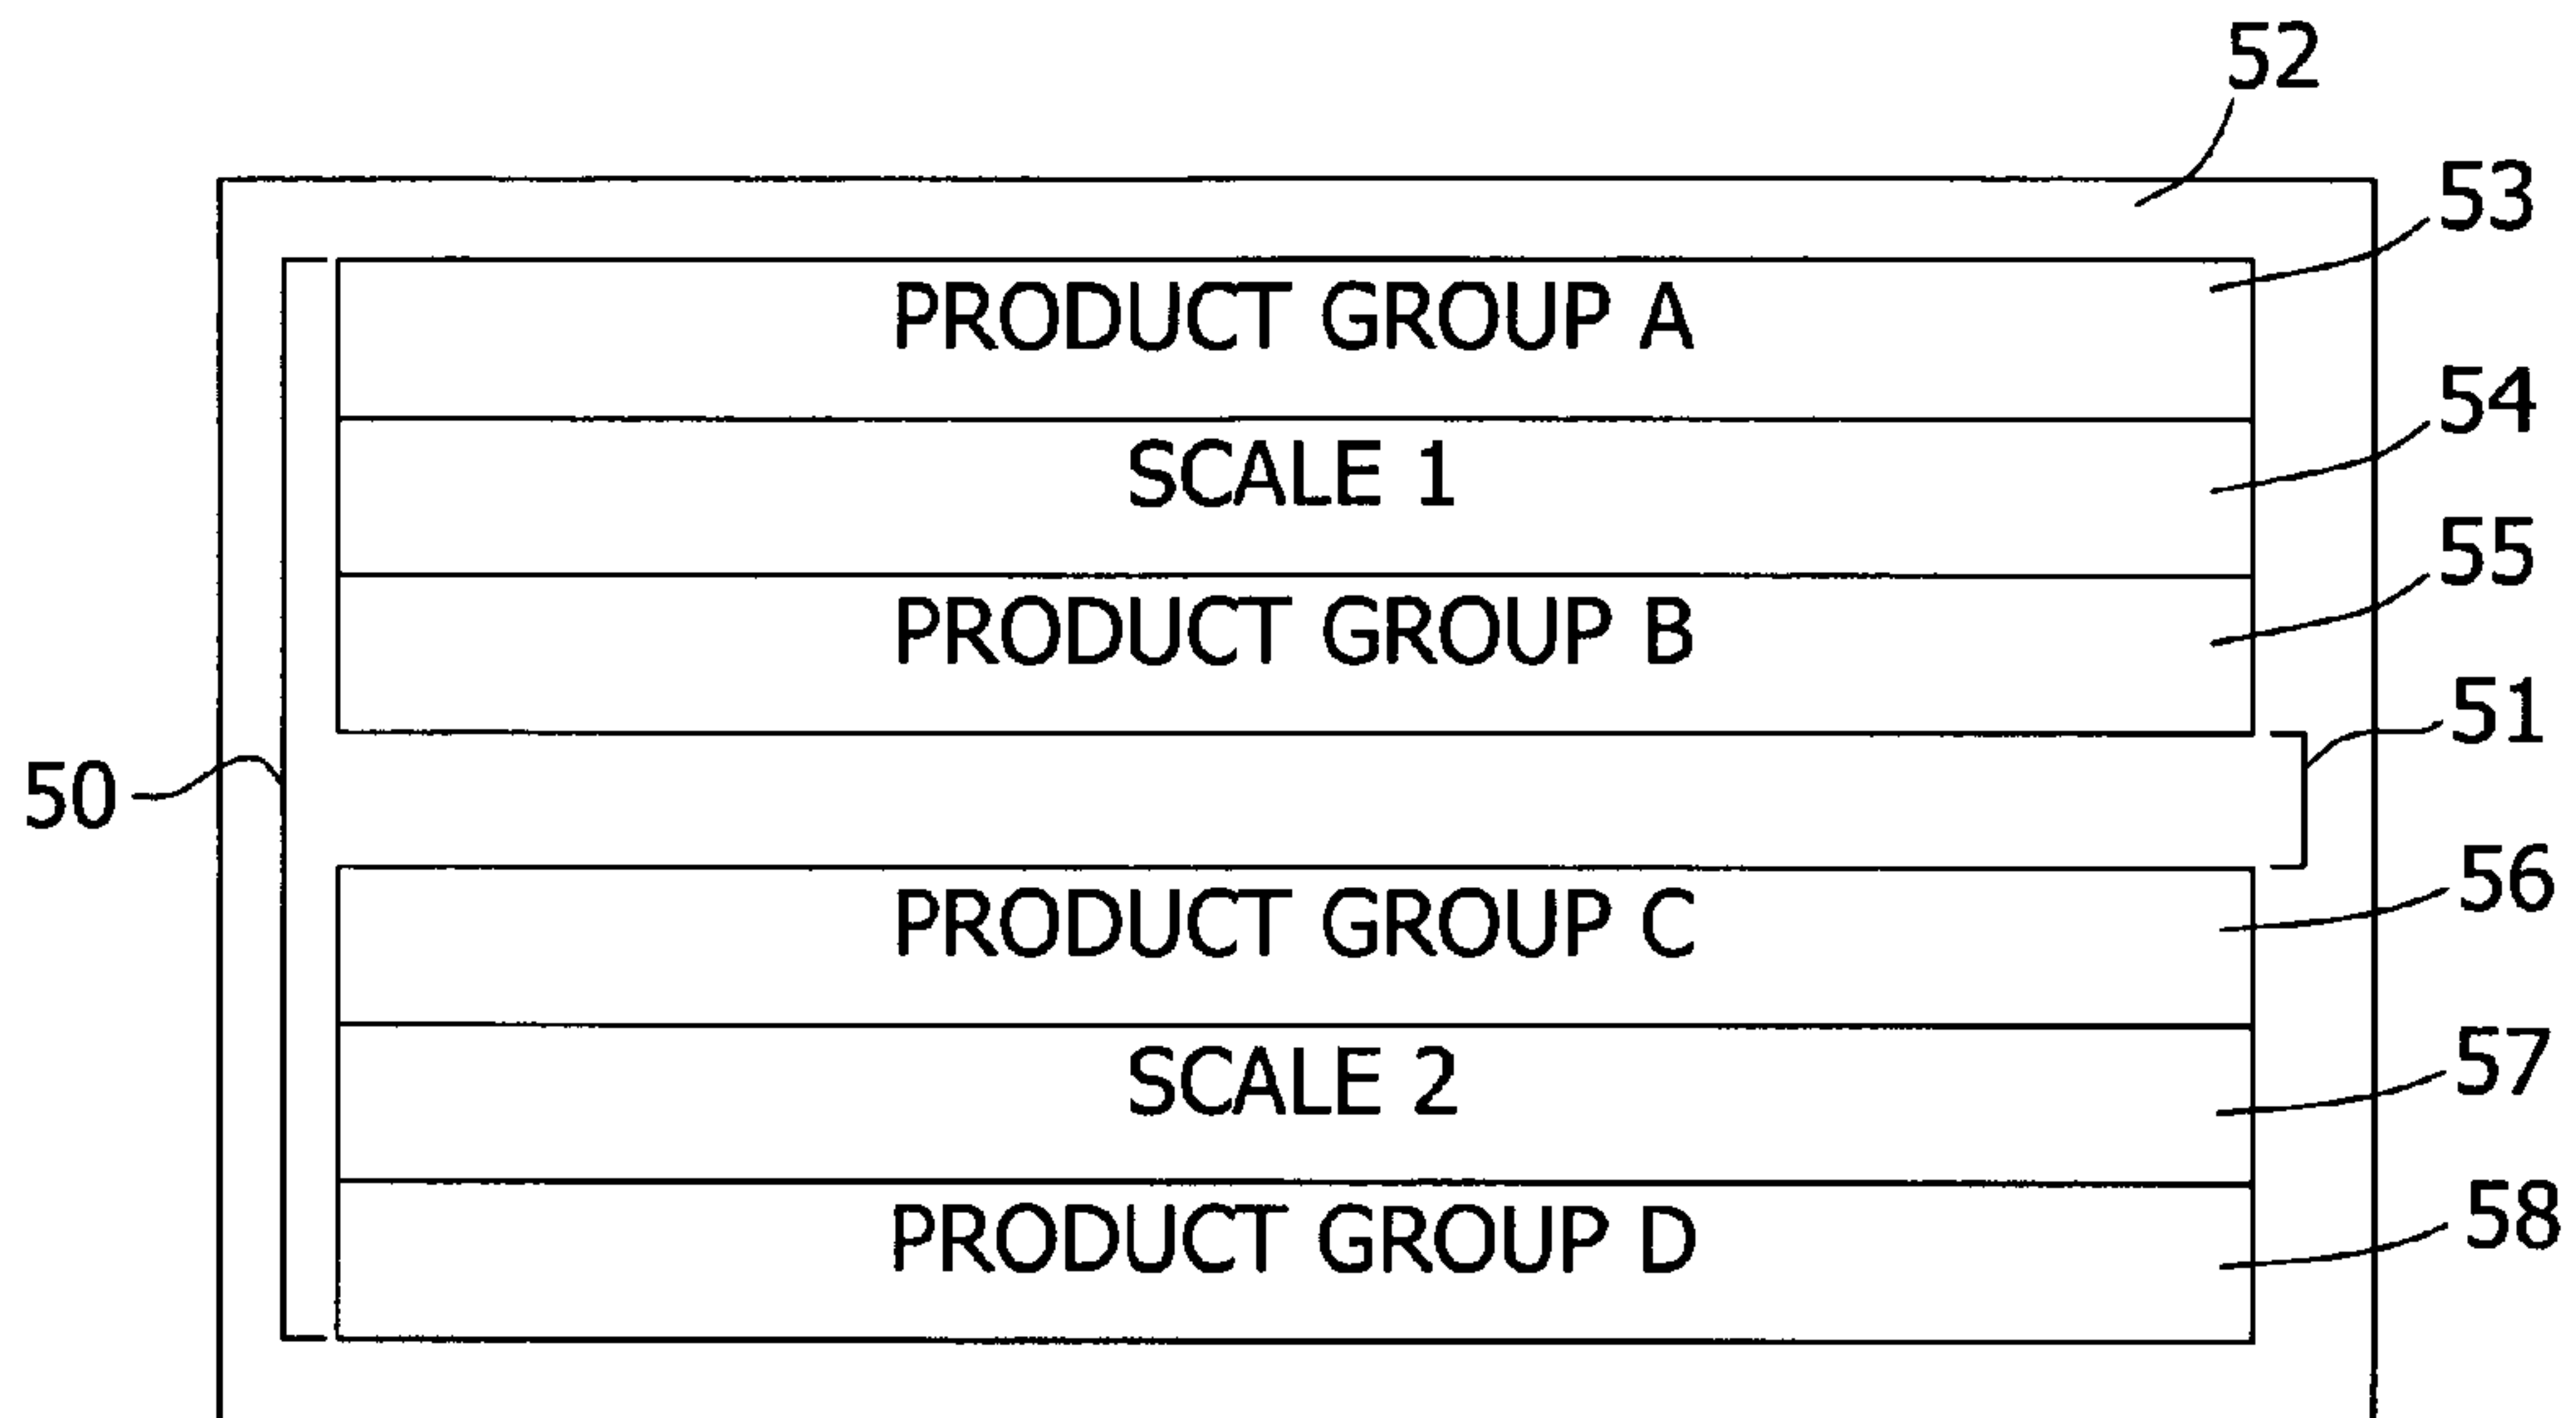 52
53
PRODUCT GROUP A
54
SCALE 1
55
PRODUCT GROUP B
51
50
56
PRODUCT GROUP C
57
SCALE 2
58
PRODUCT GROUP D